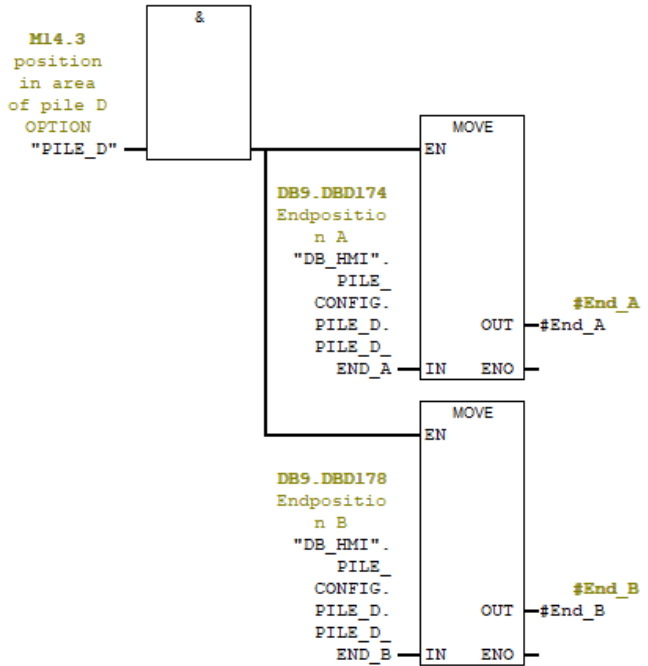 &
M14.3
position
in area
of pile D
OPTION
"PILE_D"
MOVE
EN
DB9.DBD174
Endpositio
n A
"DB_HMI".
PILE_
CONFIG.
PILE_D.
PILE_D_
END_A
#End_A
OUT
#End_A
IN
ENO
MOVE
EN
DB9.DBD178
Endpositio
n B
"DB_HMI".
PILE_
CONFIG.
PILE_D.
PILE_D_
END_B
#End_B
OUT
#End_B
IN
ENO